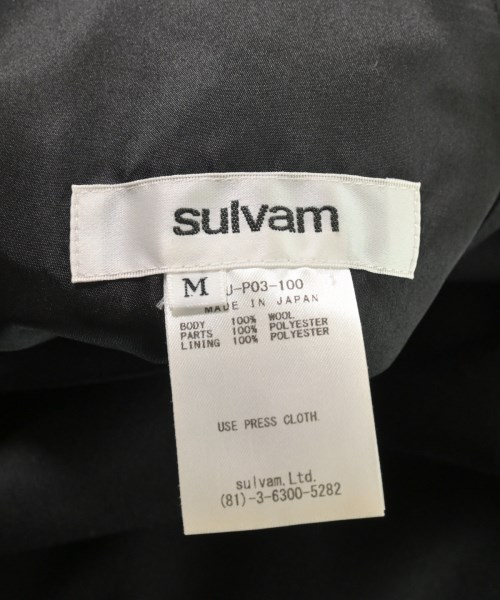 sulvam
M
J-P03-100
MADE IN JAPAN
BODY 100% WOOL
PARTS 100% POLYESTER
LINING 100% POLYESTER
USE PRESS CLOTH.
sulvam.Ltd.
(81)-3-6300-5282